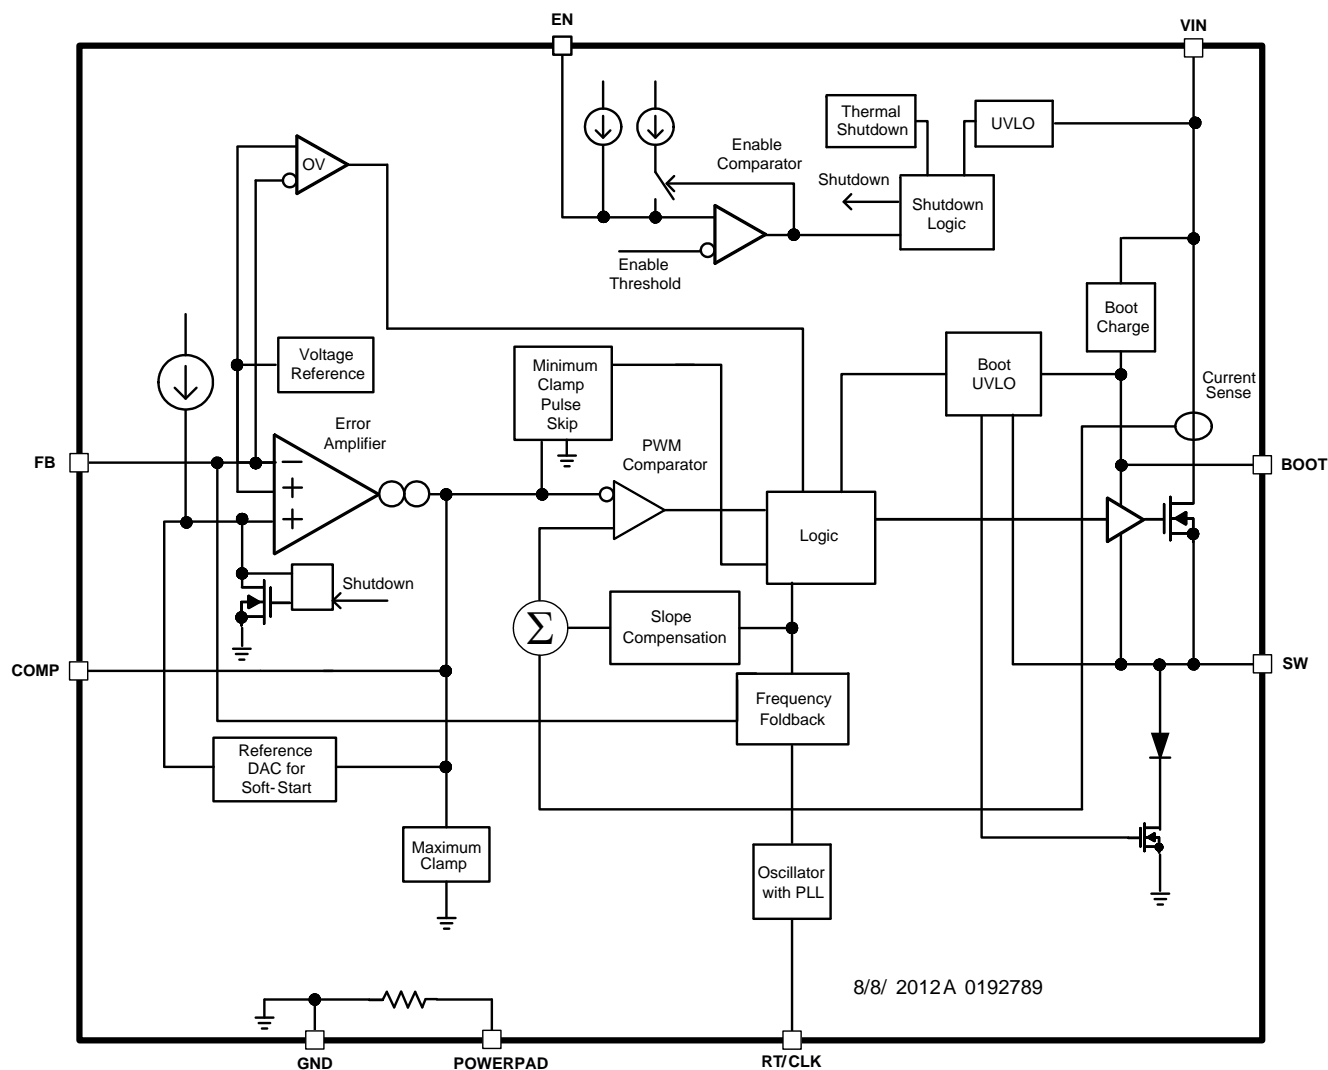 EN
VIN
Thermal
Shutdown
UVLO
Enable
Comparator
OV
Shutdown
Shutdown
Logic
Enable
Threshold
Boot
Charge
Voltage
Reference
Minimum
Clamp
Pulse
Skip
Boot
UVLO
Current
Sense
Error
Amplifier
PWM
Comparator
FB
BOOT
−
+
+
Logic
Shutdown
Slope
Compensation
Σ
COMP
SW
Frequency
Foldback
Reference
DAC for
Soft-Start
Maximum
Clamp
Oscillator
with PLL
8/8/ 2012A 0192789
GND
POWERPAD
RT/CLK